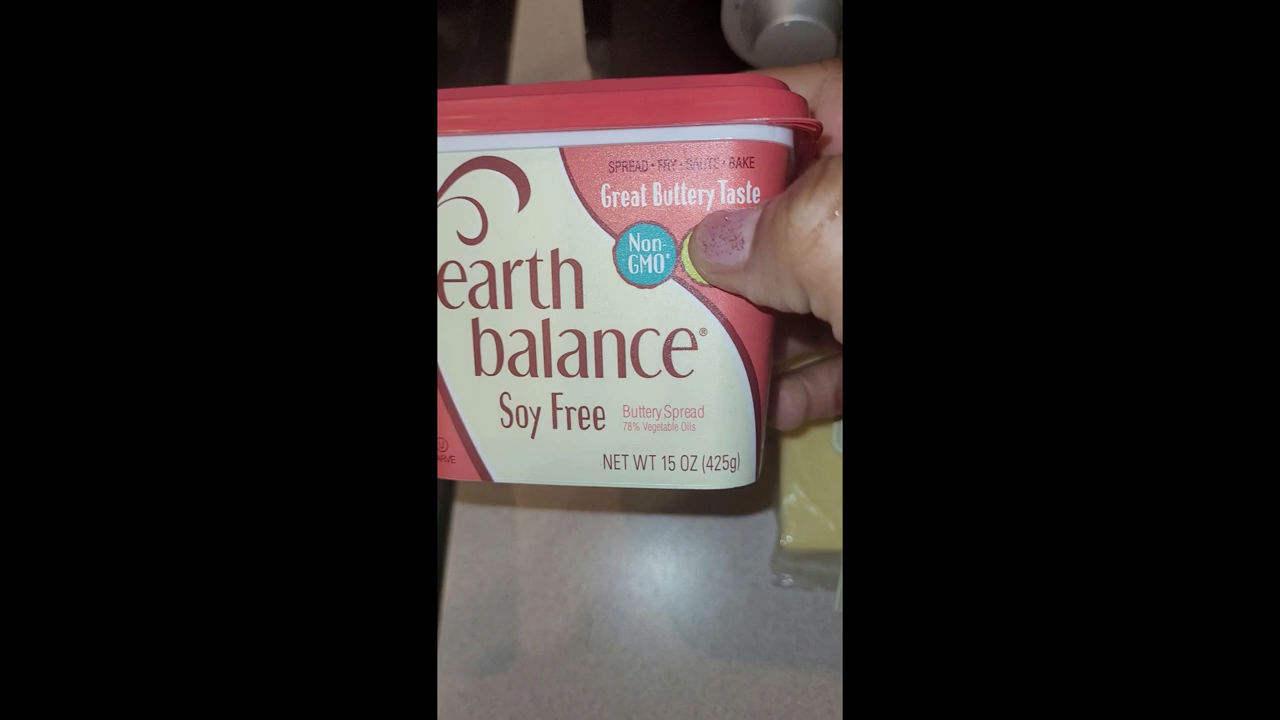 SPREAD • FRY • SAUTÉ • BAKE
Great Buttery Taste
Non-
GMO*
earth
balance®
Soy Free
Buttery Spread
78% Vegetable Oils
NET WT 15 OZ (425g)
U